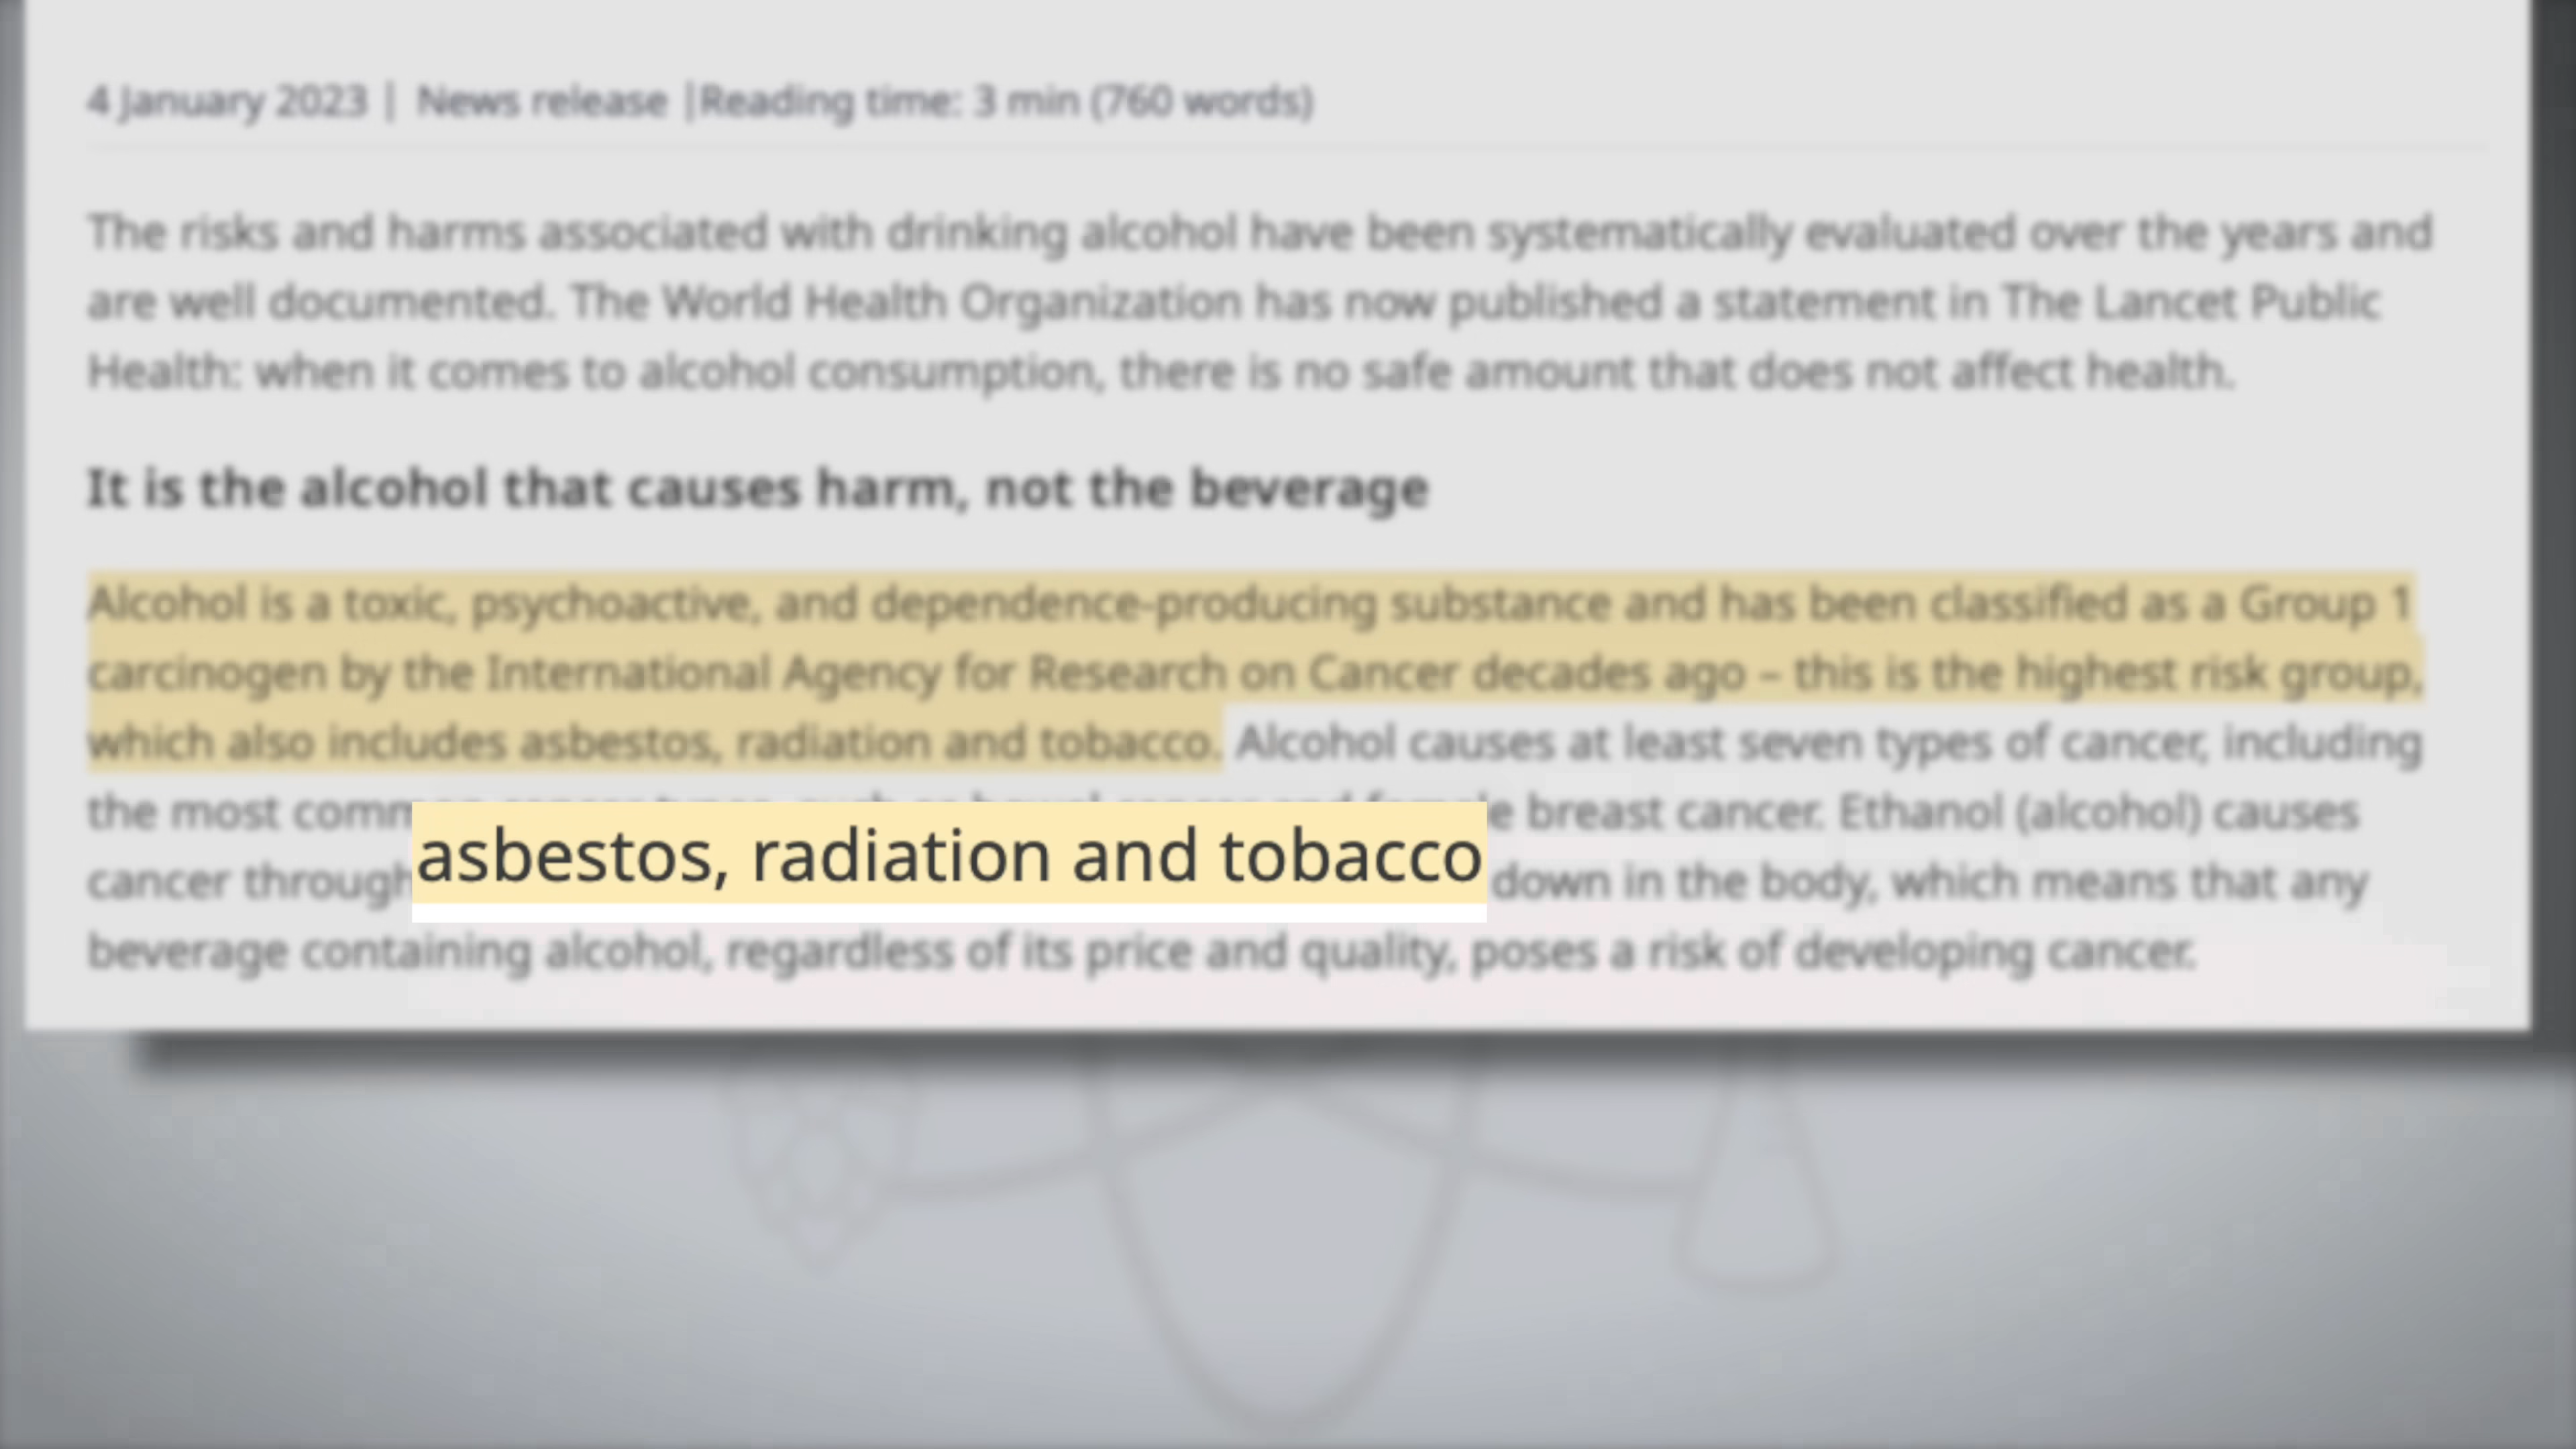 4 January 2023 | News release |Reading time: 3 min (760 words)
The risks and harms associated with drinking alcohol have been systematically evaluated over the years and
are well documented. The World Health Organization has now published a statement in The Lancet Public
Health: when it comes to alcohol consumption, there is no safe amount that does not affect health.
It is the alcohol that causes harm, not the beverage
Alcohol is a toxic, psychoactive, and dependence-producing substance and has been classified as a Group 1
carcinogen by the International Agency for Research on Cancer decades ago – this is the highest risk group,
which also includes asbestos, radiation and tobacco. Alcohol causes at least seven types of cancer, including
the most breast cancer. Ethanol (alcohol) causes
asbestos, radiation and tobacco
cancer through down in the body, which means that any
beverage containing alcohol, regardless of its price and quality, poses a risk of developing cancer.